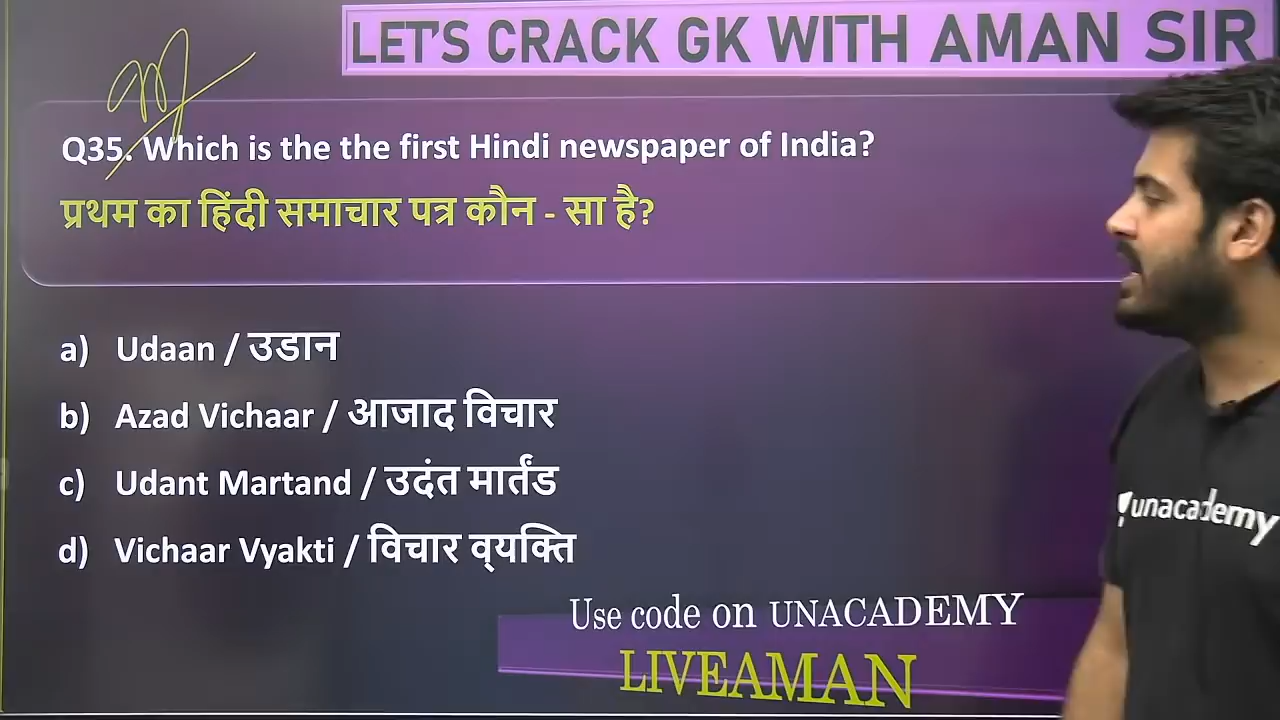 LET'S CRACK GK WITH AMAN SIR
Q35. Which is the the first Hindi newspaper of India?
प्रथम का हिंदी समाचार पत्र कौन - सा है?
a) Udaan / उडान
b) Azad Vichaar / आजाद विचार
c) Udant Martand / उदंत मार्तंड
d) Vichaar Vyakti / विचार व्‌यक्ति
unacademy
Use code on UNACADEMY
LIVEAMAN